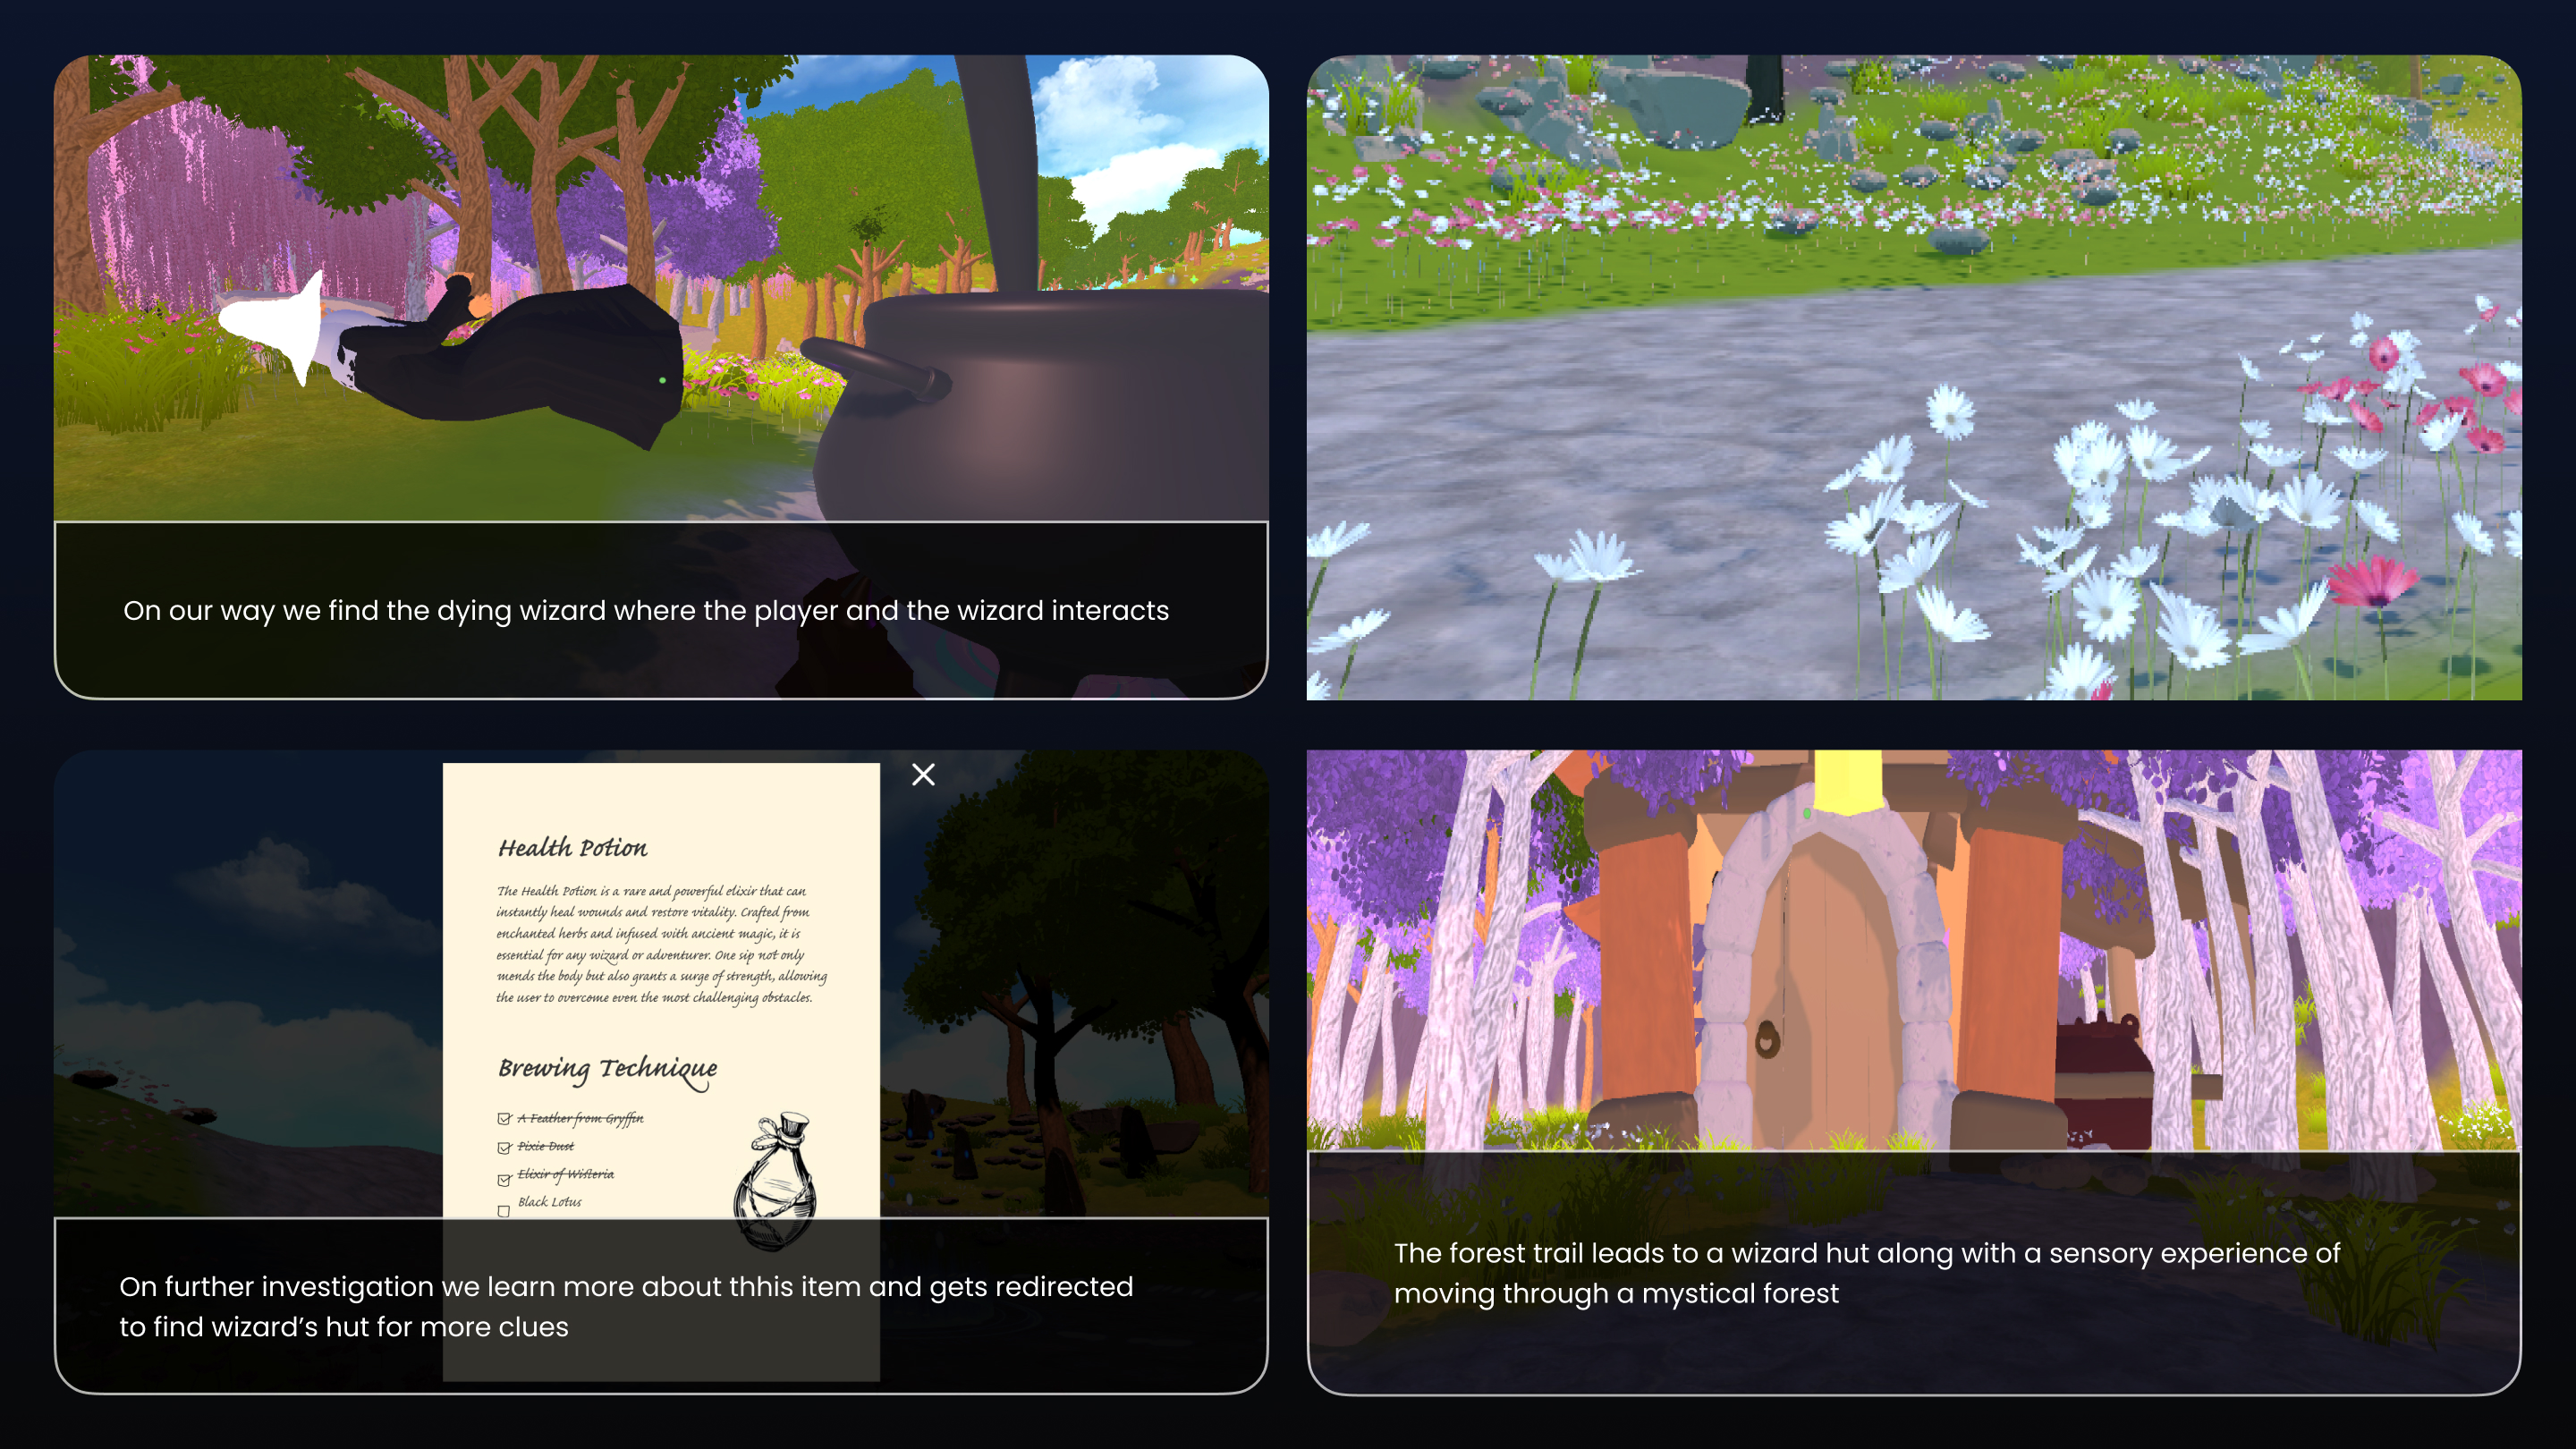 On our way we find the dying wizard where the player and the wizard interacts
Health Potion
The Health Potion is a rare and powerful elixir that can
instantly heal wounds and restore vitality. Crafted from
enchanted herbs and infused with ancient magic, it is
essential for any wizard or adventurer. One sip not only
mends the body but also grants a surge of strength, allowing
the user to overcome even the most challenging obstacles.
Brewing Technique
A Feather from Gryffin
Pixie Dust
Elixir of Wisteria
Black Lotus
On further investigation we learn more about thhis item and gets redirected
to find wizard’s hut for more clues
The forest trail leads to a wizard hut along with a sensory experience of
moving through a mystical forest